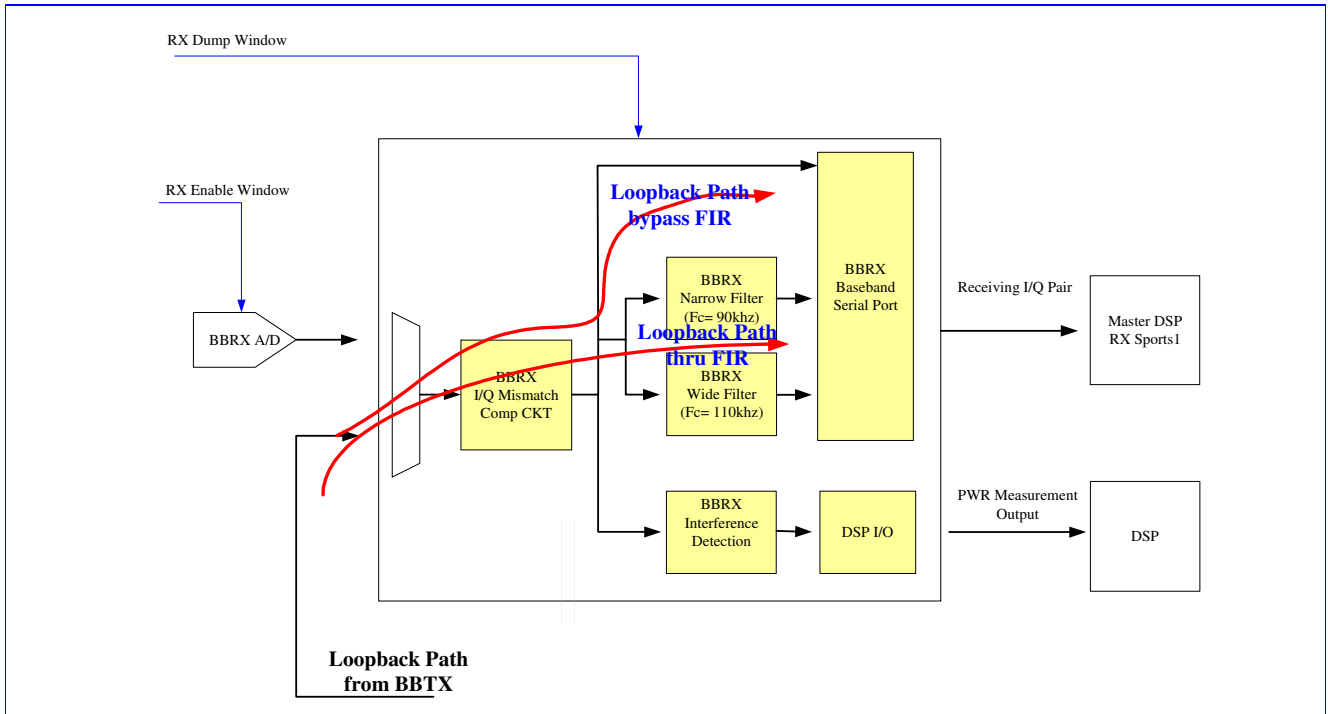 RX Dump Window
RX Enable Window
BBRX A/D
Loopback Path
bypass FIR
BBRX
Narrow Filter
(Fc= 90khz)
Loopback Path
thru FIR
BBRX
I/Q Mismatch
Comp CKT
BBRX
Wide Filter
(Fc= 110khz)
BBRX
Baseband
Serial Port
Receiving I/Q Pair
Master DSP
RX Sports1
BBRX
Interference
Detection
DSP I/O
PWR Measurement
Output
DSP
Loopback Path
from BBTX